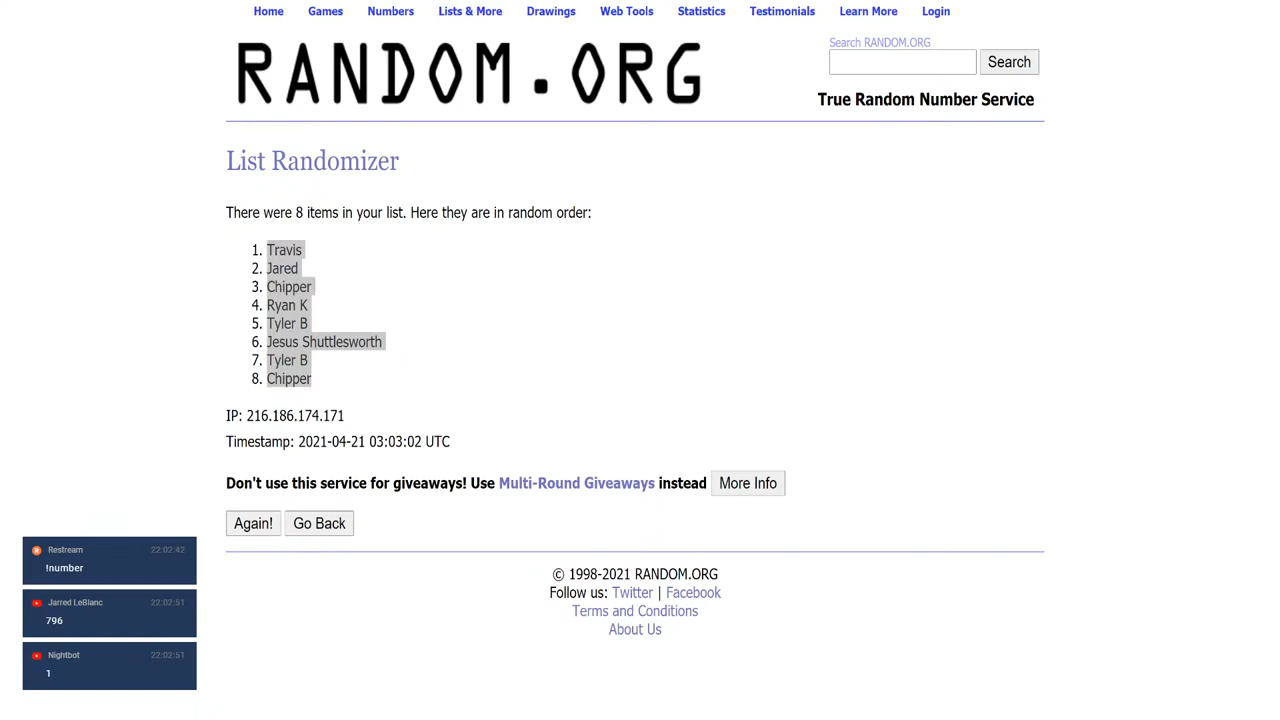 Home Games Numbers Lists & More Drawings Web Tools Statistics Testimonials Learn More Login
RANDOM.ORG
Search RANDOM.ORG
Search
True Random Number Service
List Randomizer
There were 8 items in your list. Here they are in random order:
1. Travis
2. Jared
3. Chipper
4. Ryan K
5. Tyler B
6. Jesus Shuttlesworth
7. Tyler B
8. Chipper
IP: 216.186.174.171
Timestamp: 2021-04-21 03:03:02 UTC
Don't use this service for giveaways! Use Multi-Round Giveaways instead More Info
Again! Go Back
© 1998-2021 RANDOM.ORG
Follow us: Twitter | Facebook
Terms and Conditions
About Us
Restream 22:02:42
!number
Jarred LeBlanc 22:02:51
796
Nightbot 22:02:51
1